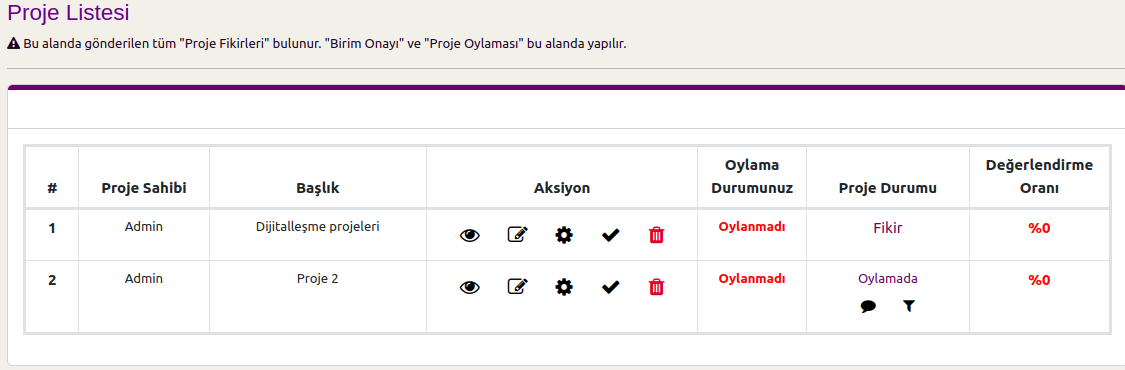 Proje Listesi
Bu alanda gönderilen tüm "Proje Fikirleri" bulunur. "Birim Onayı" ve "Proje Oylaması" bu alanda yapılır.
# Proje Sahibi Başlık Aksiyon Oylama Durumunuz Proje Durumu Değerlendirme Oranı
1 Admin Dijitalleşme projeleri Oylanmadı Fikir %0
2 Admin Proje 2 Oylanmadı Oylamada %0